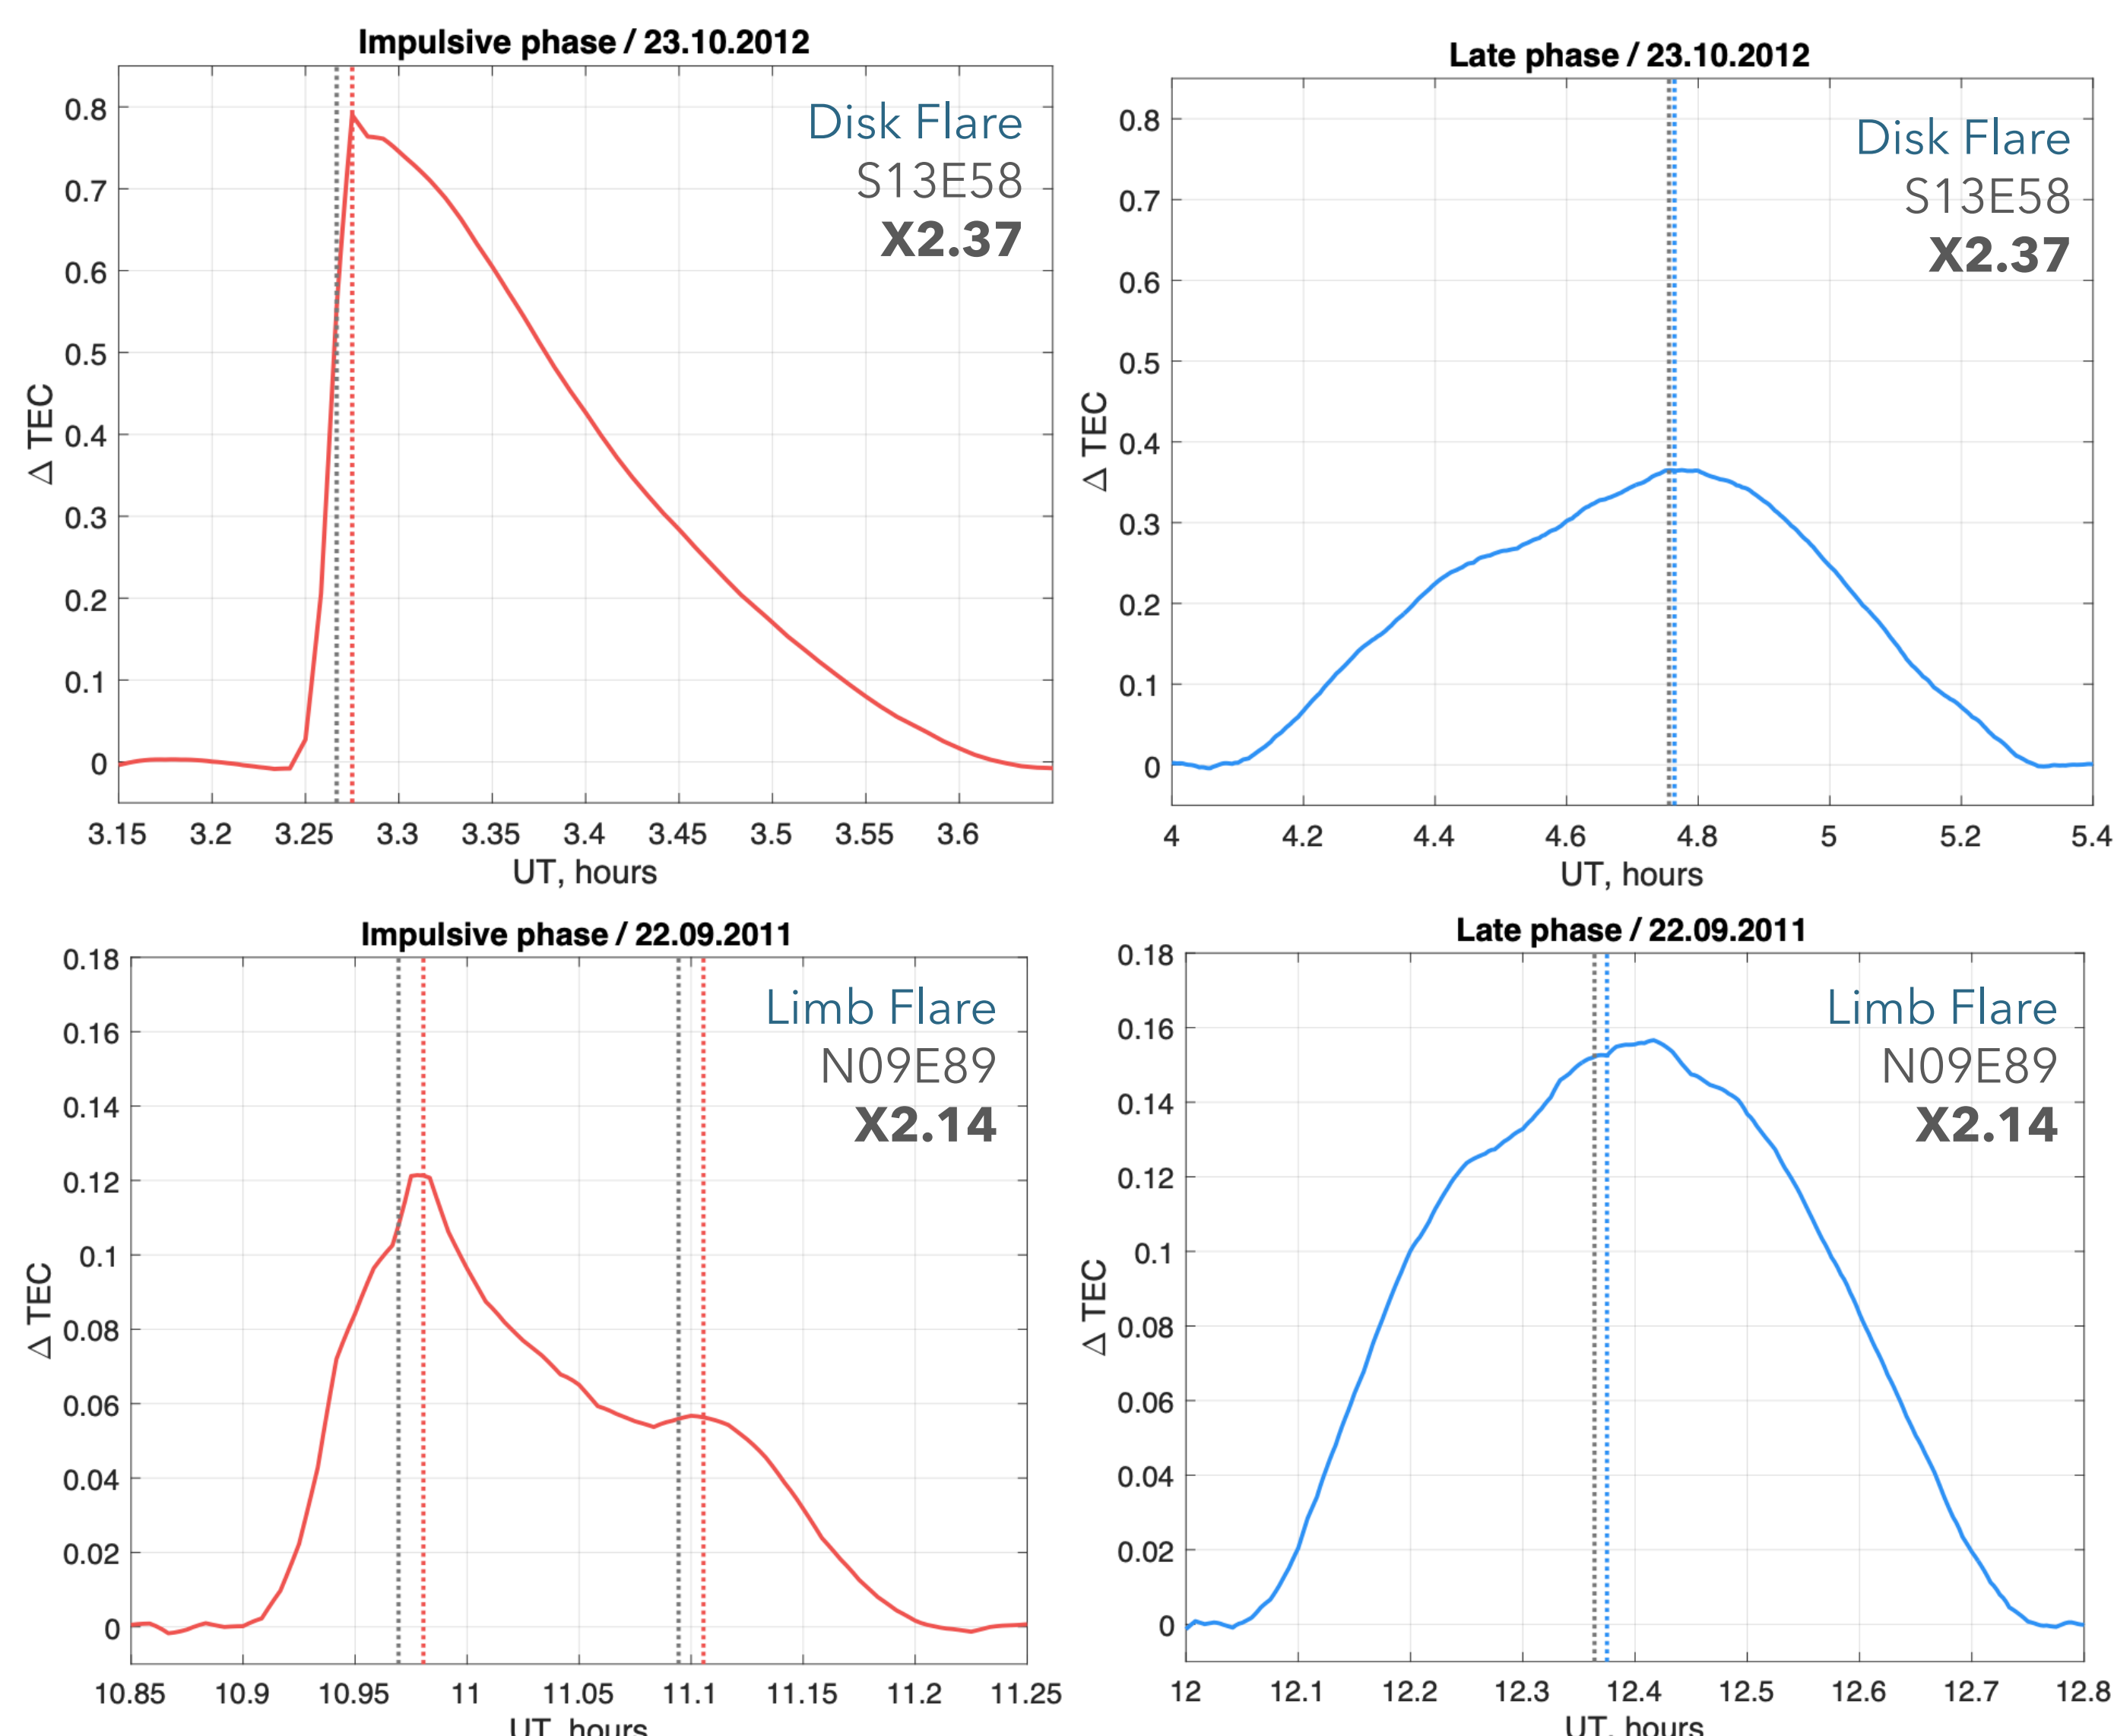 Impulsive phase / 23.10.2012
Disk Flare
S13E58
X2.37
0.8
0.7
0.6
0.5
0.4
0.3
0.2
0.1
0
Δ TEC
3.15 3.2 3.25 3.3 3.35 3.4 3.45 3.5 3.55 3.6
UT, hours
Late phase / 23.10.2012
Disk Flare
S13E58
X2.37
0.8
0.7
0.6
0.5
0.4
0.3
0.2
0.1
0
Δ TEC
4 4.2 4.4 4.6 4.8 5 5.2 5.4
UT, hours
Impulsive phase / 22.09.2011
Limb Flare
N09E89
X2.14
0.18
0.16
0.14
0.12
0.1
0.08
0.06
0.04
0.02
0
Δ TEC
10.85 10.9 10.95 11 11.05 11.1 11.15 11.2 11.25
UT, hours
Late phase / 22.09.2011
Limb Flare
N09E89
X2.14
0.18
0.16
0.14
0.12
0.1
0.08
0.06
0.04
0.02
0
Δ TEC
12 12.1 12.2 12.3 12.4 12.5 12.6 12.7 12.8
UT, hours